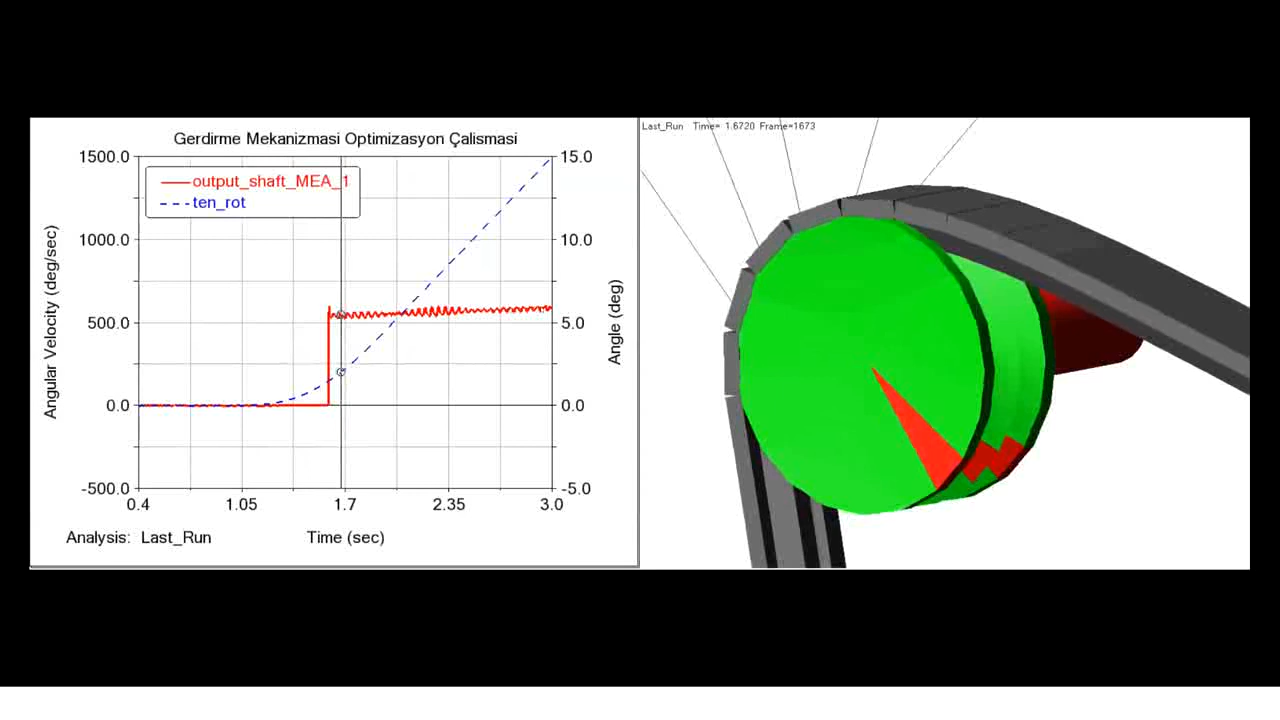 Gerdirme Mekanizmasi Optimizasyon Çalismasi
output_shaft_MEA_1
ten_rot
1500.0
1000.0
500.0
0.0
-500.0
Angular Velocity (deg/sec)
15.0
10.0
5.0
0.0
-5.0
Angle (deg)
0.4 1.05 1.7 2.35 3.0
Analysis: Last_Run Time (sec)
Last_Run Time= 1.6720 Frame=1673